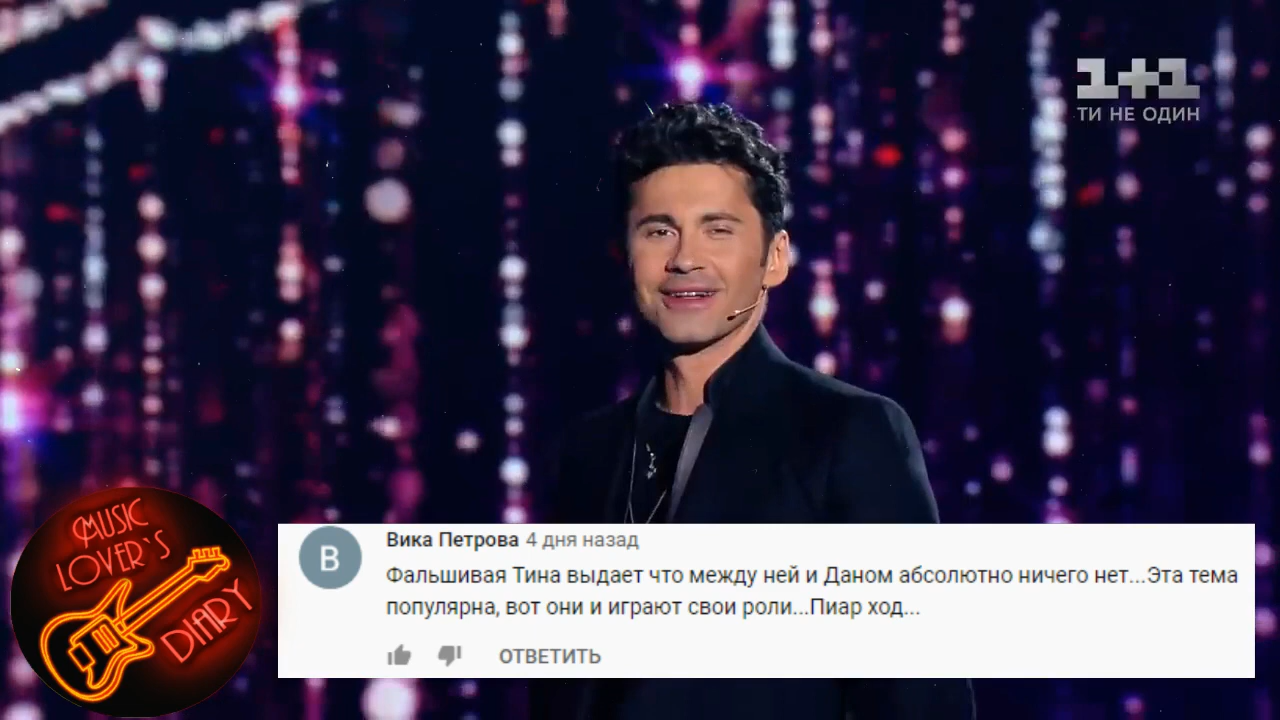 1+1
ТИ НЕ ОДИН
Вика Петрова 4 дня назад
В
Фальшивая Тина выдает что между ней и Даном абсолютно ничего нет...Эта тема
популярна, вот они и играют свои роли...Пиар ход...
ОТВЕТИТЬ
MUSIC
LOVER`S
DIARY